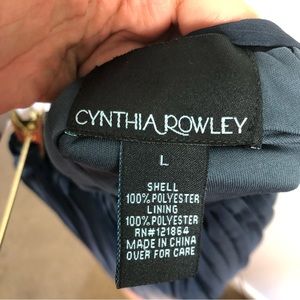 CYNTHIA ROWLEY
L
SHELL
100% POLYESTER
LINING
100% POLYESTER
RN#121864
MADE IN CHINA
OVER FOR CARE